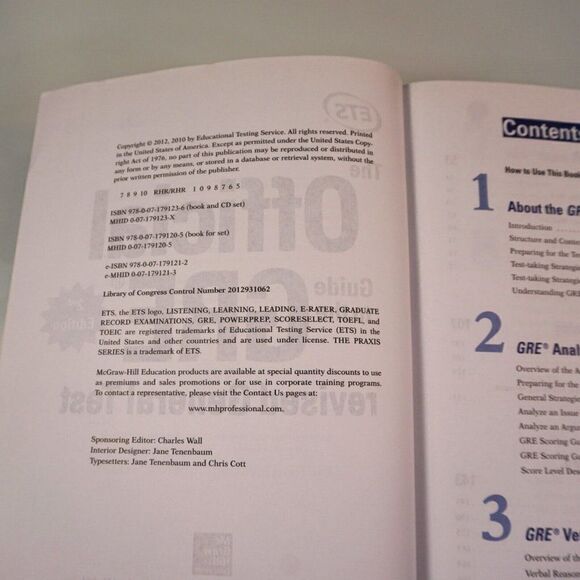 Copyright © 2012, 2010 by Educational Testing Service. All rights reserved. Printed
in the United States of America. Except as permitted under the United States Copy-
right Act of 1976, no part of this publication may be reproduced or distributed in
any form or by any means, or stored in a database or retrieval system, without the
prior written permission of the publisher.
7 8 9 10 RHR/RHR 1 0 9 8 7 6 5
ISBN 978-0-07-179123-6 (book and CD set)
MHID 0-07-179123-X
ISBN 978-0-07-179120-5 (book for set)
MHID 0-07-179120-5
e-ISBN 978-0-07-179121-2
e-MHID 0-07-179121-3
Library of Congress Control Number 2012931062
ETS, the ETS logo, LISTENING, LEARNING, LEADING, E-RATER, GRADUATE
RECORD EXAMINATIONS, GRE, POWERPREP, SCORESELECT, TOEFL, and
TOEIC are registered trademarks of Educational Testing Service (ETS) in the
United States and other countries and are used under license. THE PRAXIS
SERIES is a trademark of ETS.
McGraw-Hill Education products are available at special quantity discounts to use
as premiums and sales promotions or for use in corporate training programs.
To contact a representative, please visit the Contact Us pages at:
www.mhprofessional.com.
Sponsoring Editor: Charles Wall
Interior Designer: Jane Tenenbaum
Typesetters: Jane Tenenbaum and Chris Cott
Contents
How to Use This Book
1 About the GR
Introduction
Structure and Conte
Preparing for the Te
Test-taking Strategie
Test-taking Strategi
Understanding GRE
2 GRE® Anal
Overview of the A
Preparing for the
General Strategie
Analyze an Issue
Analyze an Argu
GRE Scoring Gu
GRE Scoring Gu
Score Level Des
3 GRE® Ve
Overview of th
Verbal Reason